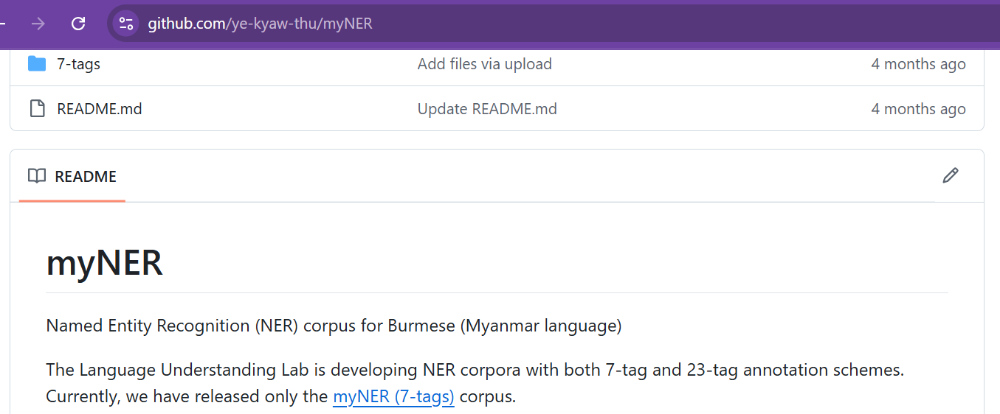 github.com/ye-kyaw-thu/myNER
7-tags Add files via upload 4 months ago
README.md Update README.md 4 months ago
README
myNER
Named Entity Recognition (NER) corpus for Burmese (Myanmar language)
The Language Understanding Lab is developing NER corpora with both 7-tag and 23-tag annotation schemes.
Currently, we have released only the myNER (7-tags) corpus.